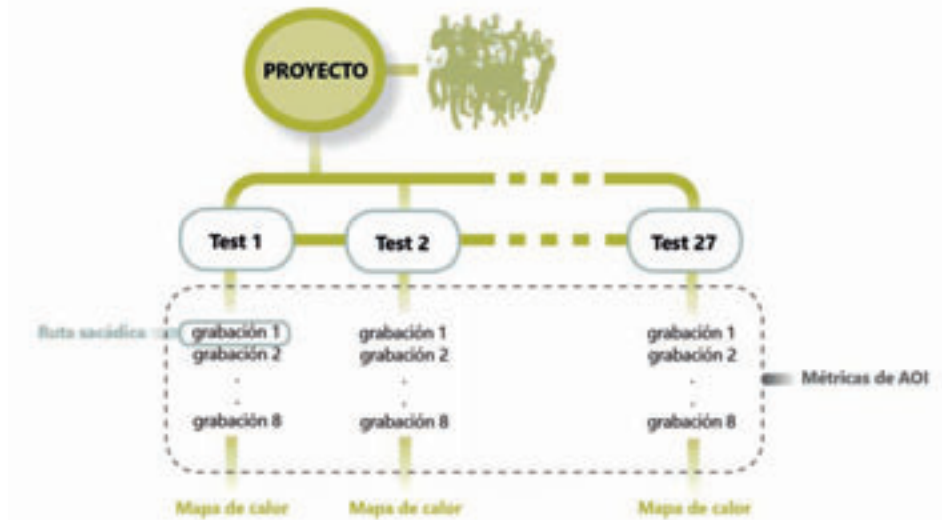 PROYECTO
Test 1
Test 2
Test 27
Ruta sacádica
grabación 1
grabación 1
grabación 1
grabación 2
grabación 2
grabación 2
grabación 8
grabación 8
grabación 8
Métricas de AOI
Mapa de calor
Mapa de calor
Mapa de calor